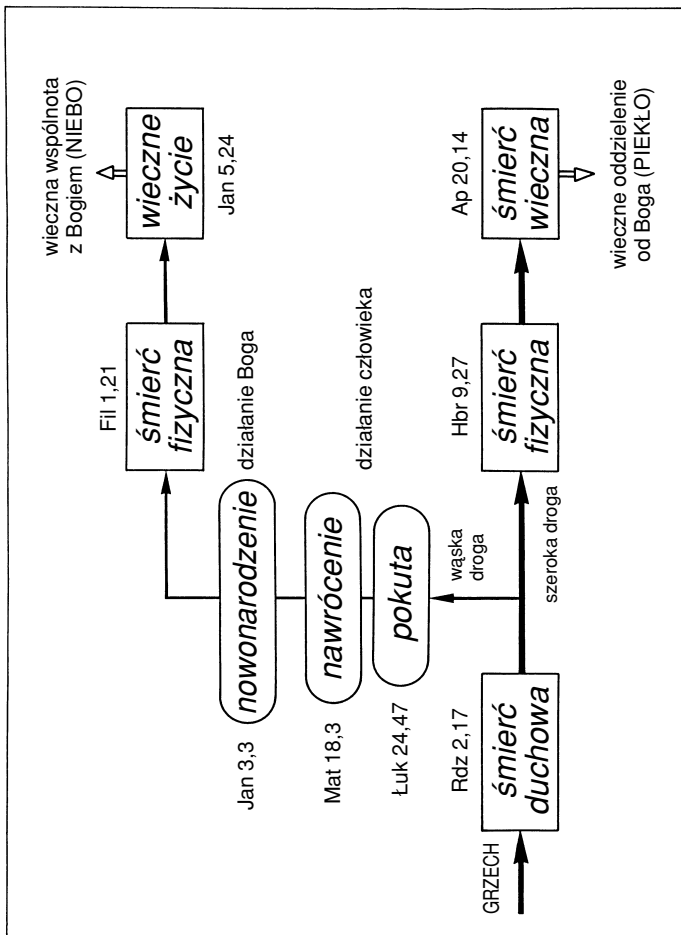 wieczna wspólnota
z Bogiem (NIEBO)
wieczne
życie
Jan 5,24
Fil 1,21
śmierć
fizyczna
działanie Boga
nowonarodzenie
Jan 3,3
działanie człowieka
nawrócenie
Mat 18,3
pokuta
Łuk 24,47
wąska
droga
szeroka droga
GRZECH
Rdz 2,17
śmierć
duchowa
Hbr 9,27
śmierć
fizyczna
Ap 20,14
śmierć
wieczna
wieczne oddzielenie
od Boga (PIEKŁO)